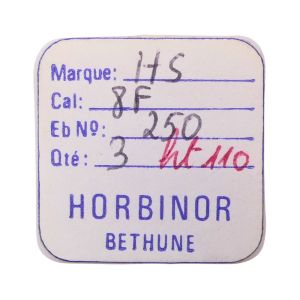 Marque: HS
Cal: 8F
Eb Nº: 250
Qté: 3 ht 110
HORBINOR
BETHUNE